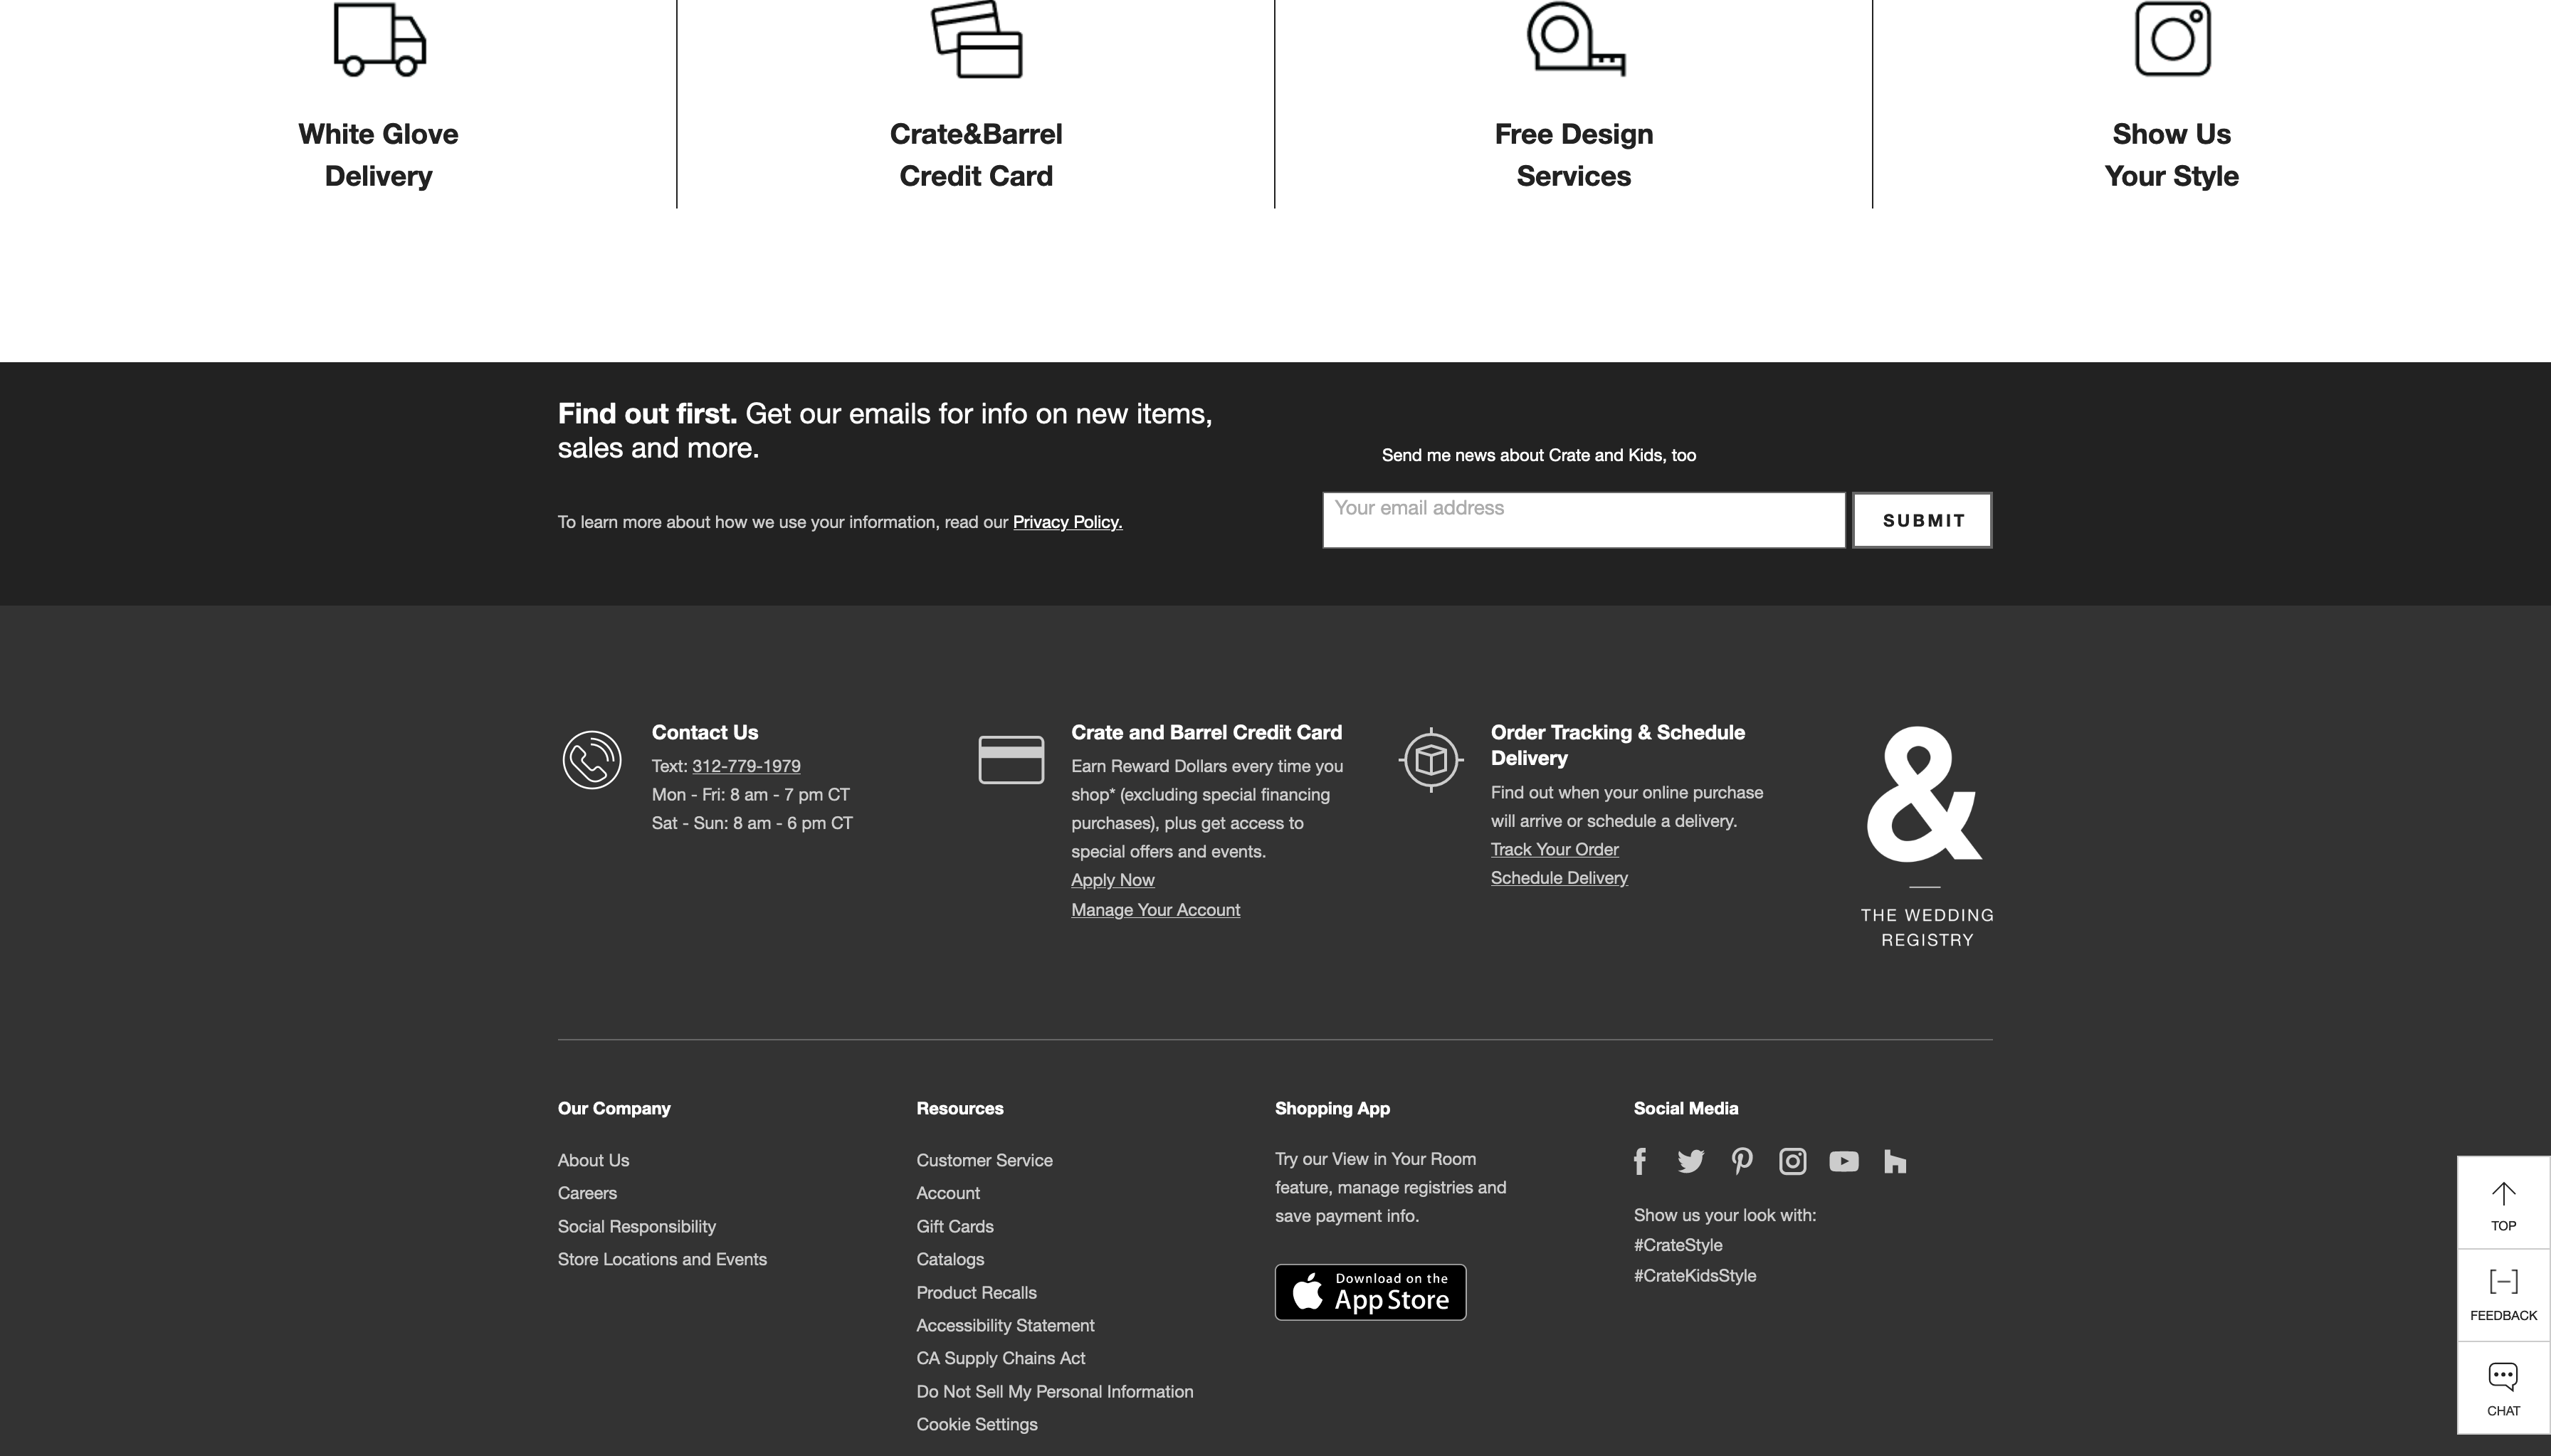 White Glove
Delivery
Crate&Barrel
Credit Card
Free Design
Services
Show Us
Your Style
Find out first. Get our emails for info on new items,
sales and more.
To learn more about how we use your information, read our Privacy Policy.
Send me news about Crate and Kids, too
Your email address
SUBMIT
Contact Us
Text: 312-779-1979
Mon - Fri: 8 am - 7 pm CT
Sat - Sun: 8 am - 6 pm CT
Crate and Barrel Credit Card
Earn Reward Dollars every time you
shop* (excluding special financing
purchases), plus get access to
special offers and events.
Apply Now
Manage Your Account
Order Tracking & Schedule
Delivery
Find out when your online purchase
will arrive or schedule a delivery.
Track Your Order
Schedule Delivery
&
THE WEDDING
REGISTRY
Our Company
About Us
Careers
Social Responsibility
Store Locations and Events
Resources
Customer Service
Account
Gift Cards
Catalogs
Product Recalls
Accessibility Statement
CA Supply Chains Act
Do Not Sell My Personal Information
Cookie Settings
Shopping App
Try our View in Your Room
feature, manage registries and
save payment info.
Download on the
App Store
Social Media
Show us your look with:
#CrateStyle
#CrateKidsStyle
TOP
FEEDBACK
CHAT